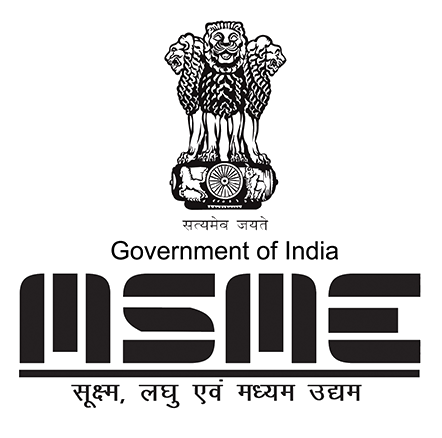 सत्यमेव जयते
Government of India
MSME
सूक्ष्म, लघु एवं मध्यम उद्यम